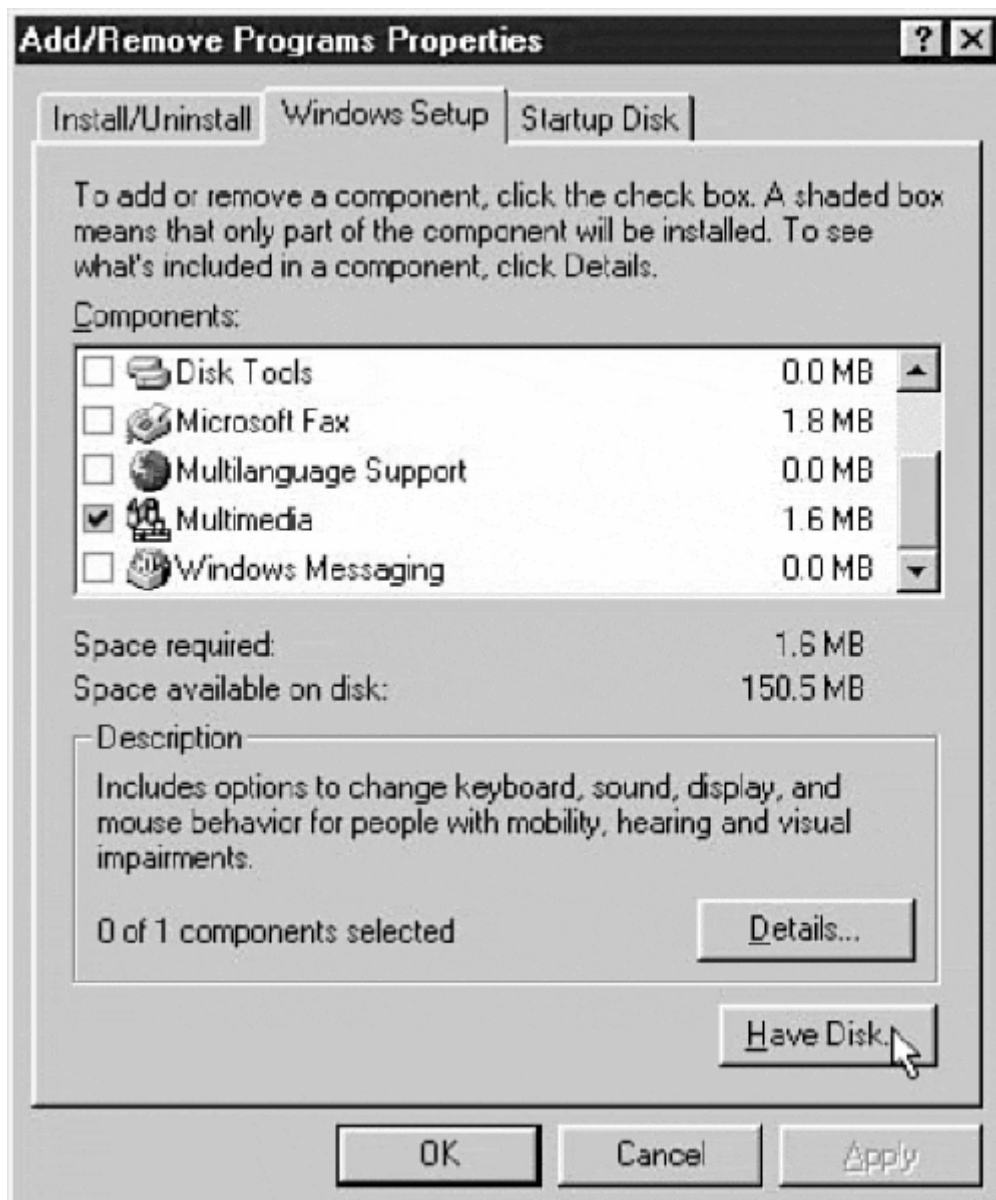 Add/Remove Programs Properties
Install/Uninstall
Windows Setup
Startup Disk
To add or remove a component, click the check box. A shaded box
means that only part of the component will be installed. To see
what's included in a component, click Details.
Components:
Disk Tools 0.0 MB
Microsoft Fax 1.8 MB
Multilanguage Support 0.0 MB
Multimedia 1.6 MB
Windows Messaging 0.0 MB
Space required: 1.6 MB
Space available on disk: 150.5 MB
Description
Includes options to change keyboard, sound, display, and
mouse behavior for people with mobility, hearing and visual
impairments.
0 of 1 components selected
Details...
Have Disk.
OK
Cancel
Apply